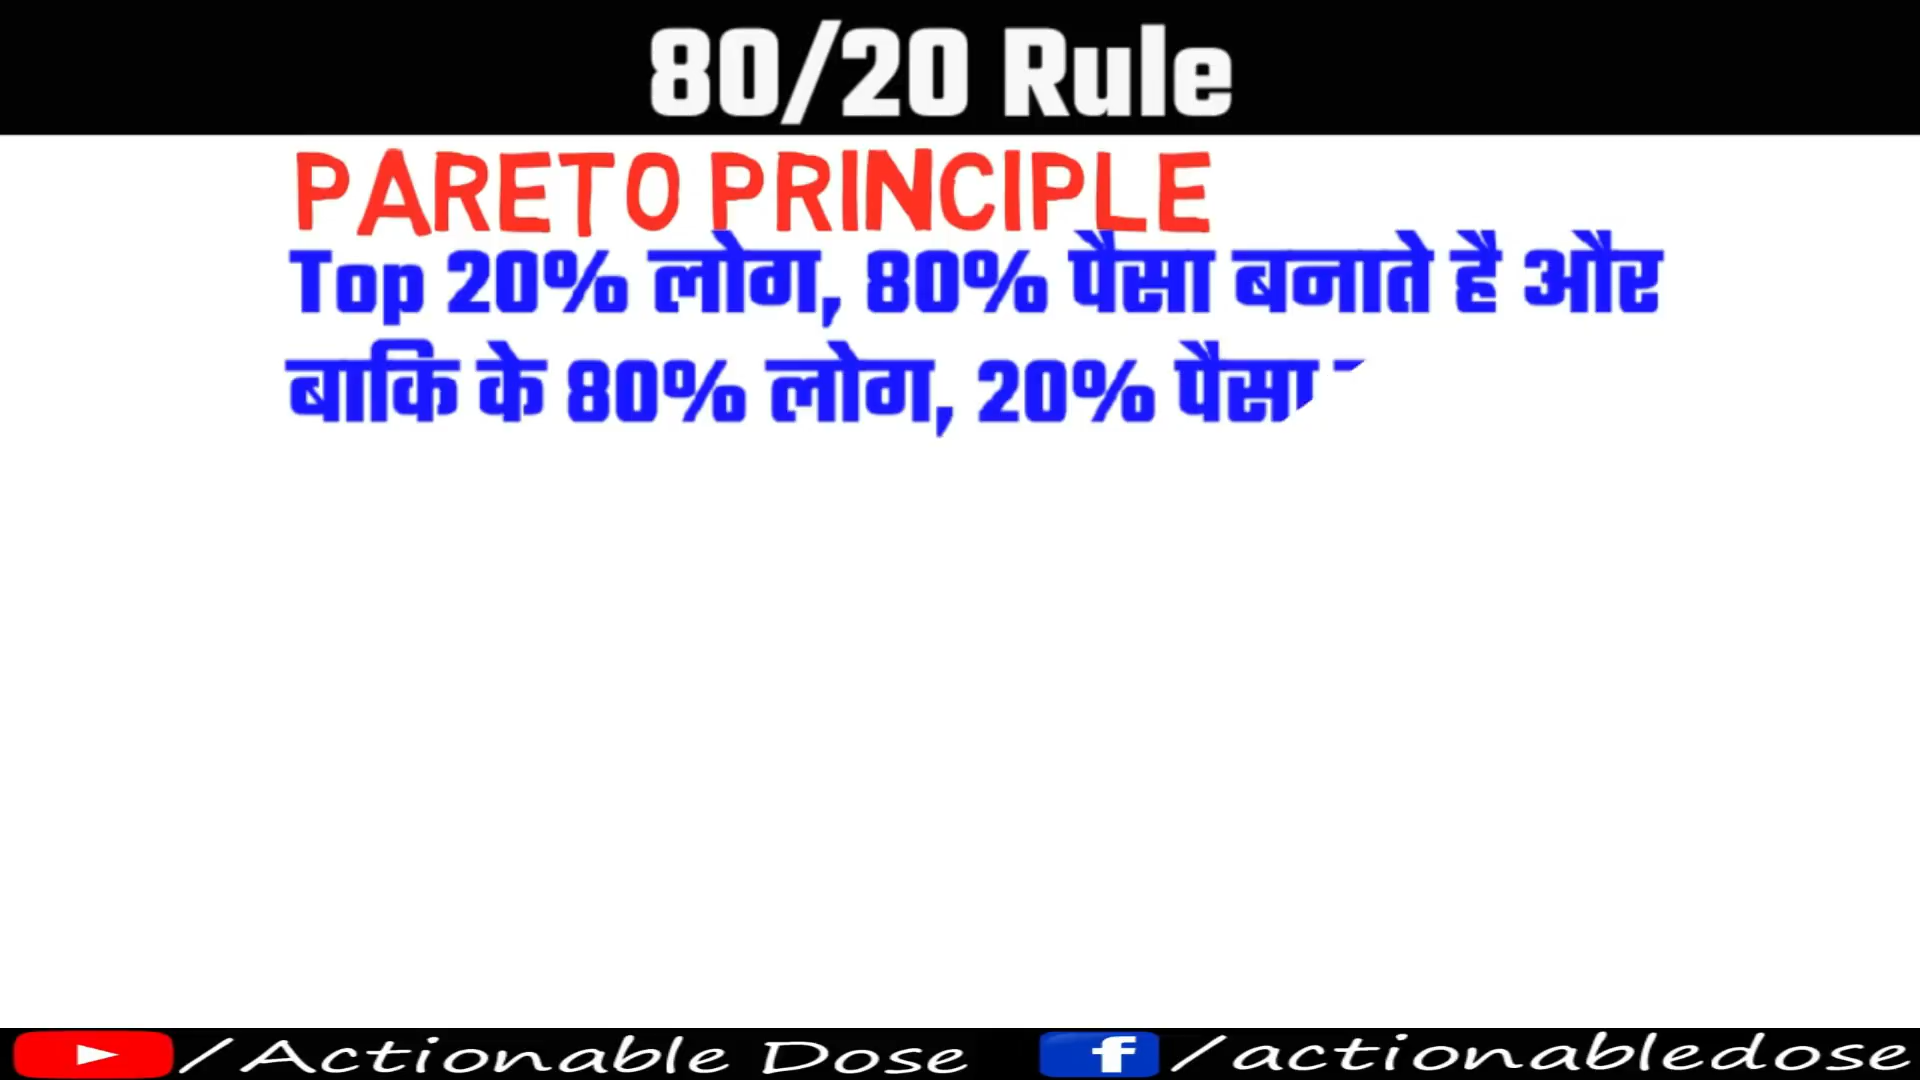 80/20 Rule
PARETO PRINCIPLE
Top 20% लोग, 80% पैसा बनाते है और
बाकि के 80% लोग, 20% पैसा
/Actionable Dose
/actionabledose